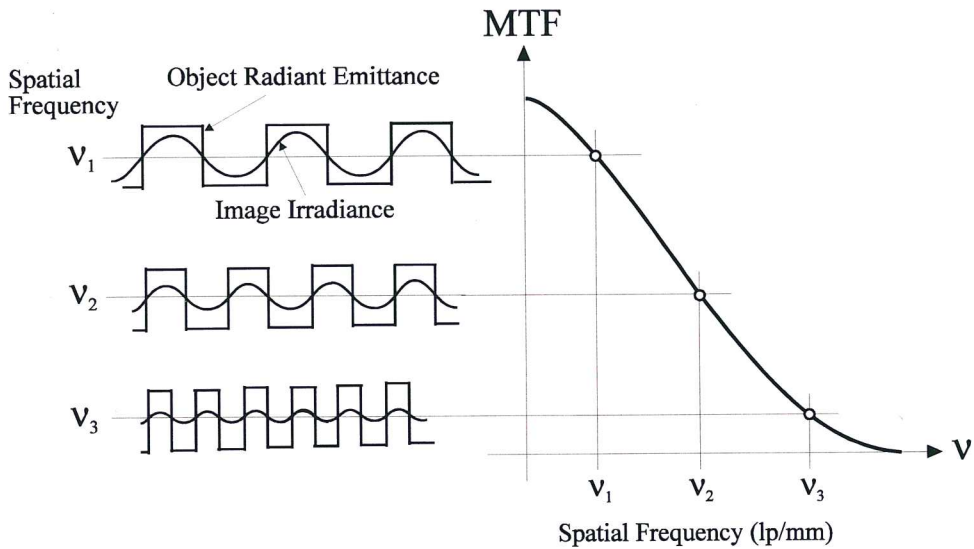 MTF
Spatial
Frequency
Object Radiant Emittance
ν1
Image Irradiance
ν2
ν3
ν
ν1 ν2 ν3
Spatial Frequency (lp/mm)